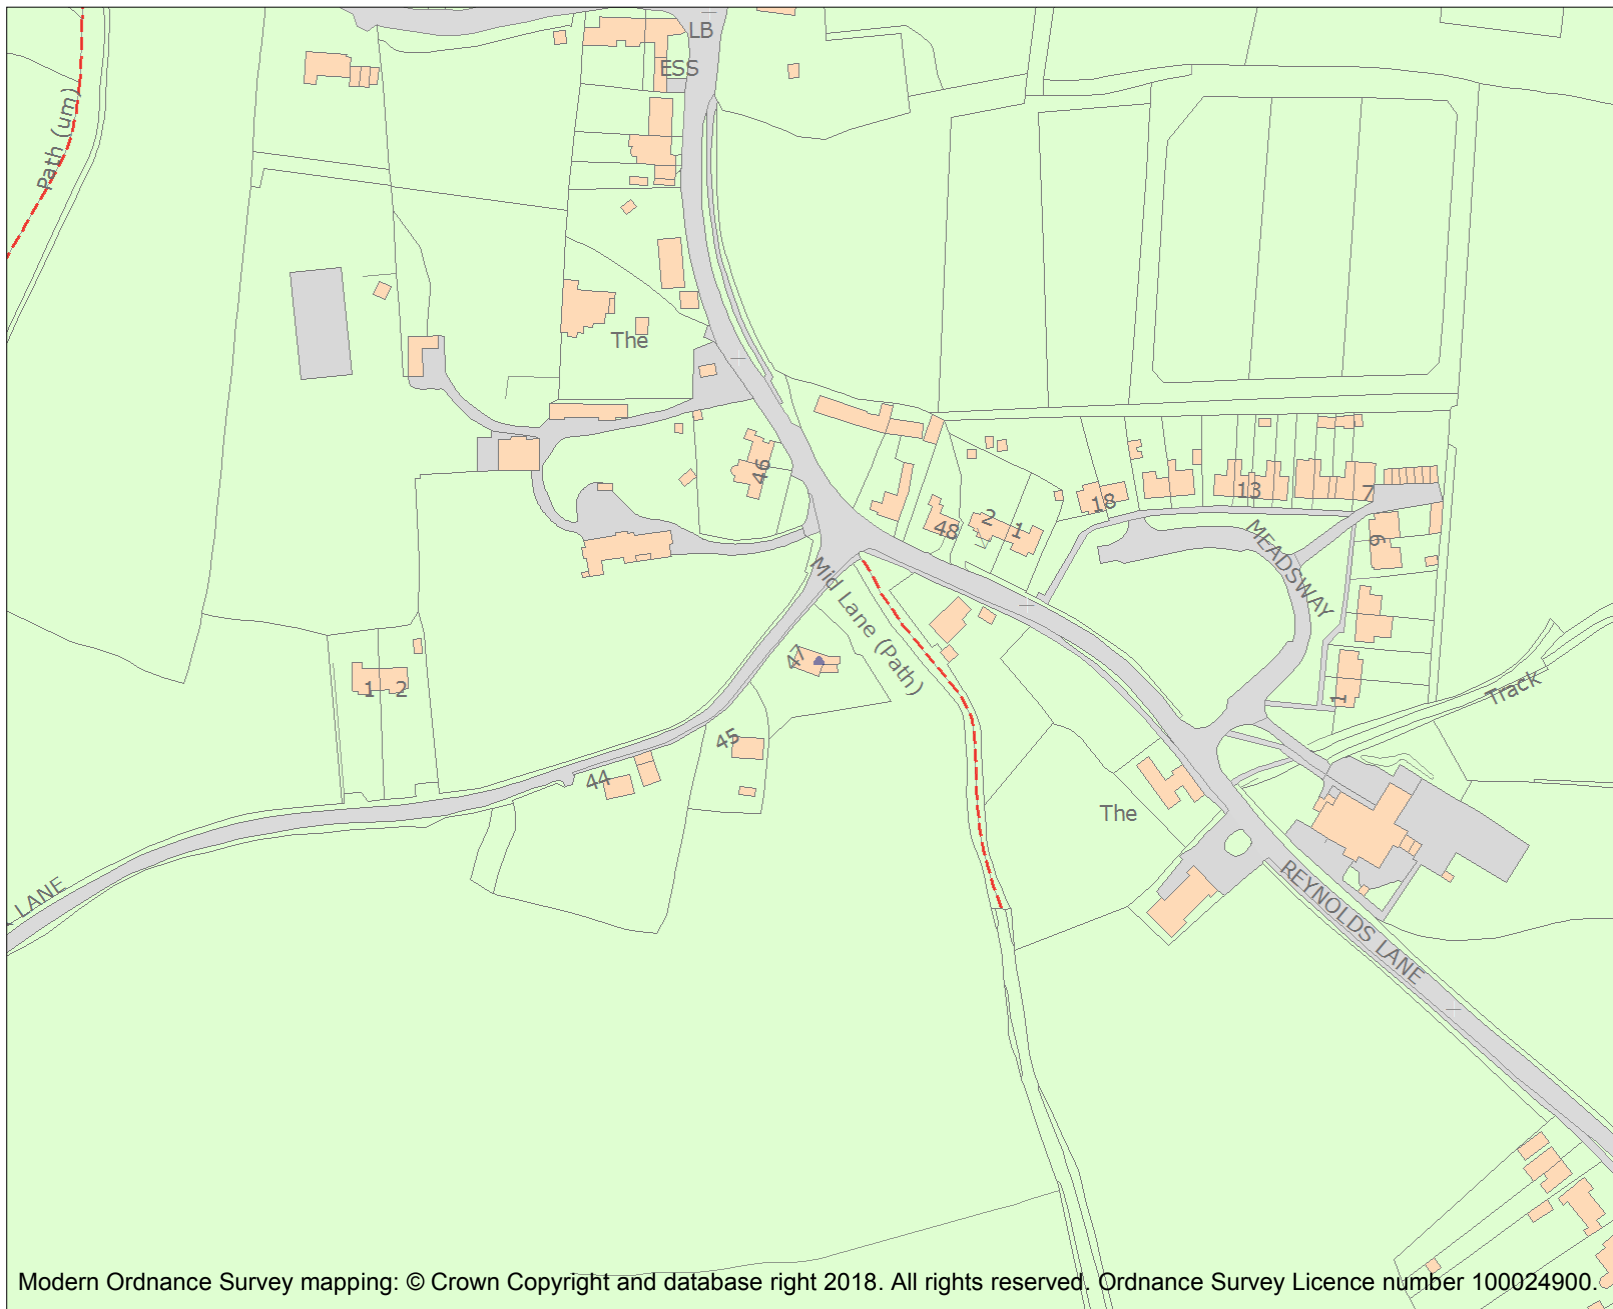 LB
ESS
Path (um)
The
46
48
2
1
18
13
7
6
MEADSWAY
Mid Lane (Path)
47
1
2
45
44
1
Track
The
LANE
REYNOLDS LANE
Modern Ordnance Survey mapping: © Crown Copyright and database right 2018. All rights reserved. Ordnance Survey Licence number 100024900.